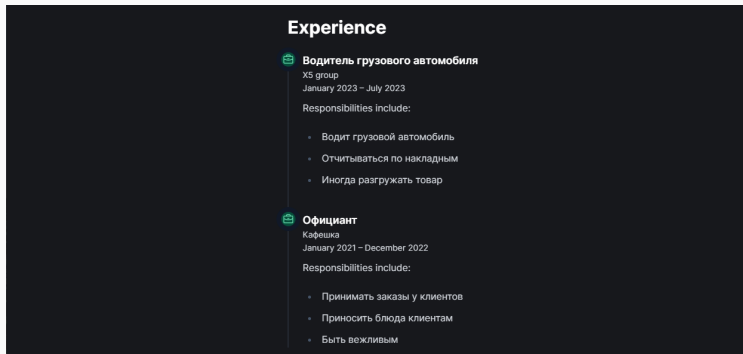 Experience
Водитель грузового автомобиля
X5 group
January 2023 – July 2023
Responsibilities include:
Водит грузовой автомобиль
Отчитываться по накладным
Иногда разгружать товар
Официант
Кафешка
January 2021 – December 2022
Responsibilities include:
Принимать заказы у клиентов
Приносить блюда клиентам
Быть вежливым